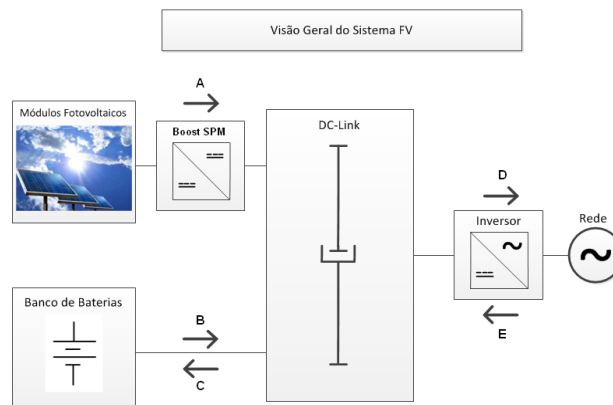 Visão Geral do Sistema FV
A
Módulos Fotovoltaicos
Boost SPM
DC-Link
D
Inversor
Rede
Banco de Baterias
B
C
E